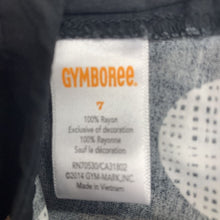 GYMBOREE.
7
100% Rayon
Exclusive of decoration
100% Rayonne
Sauf la décoration
RN70530/CA31802
©2014 GYM-MARK,INC.
Made in Vietnam